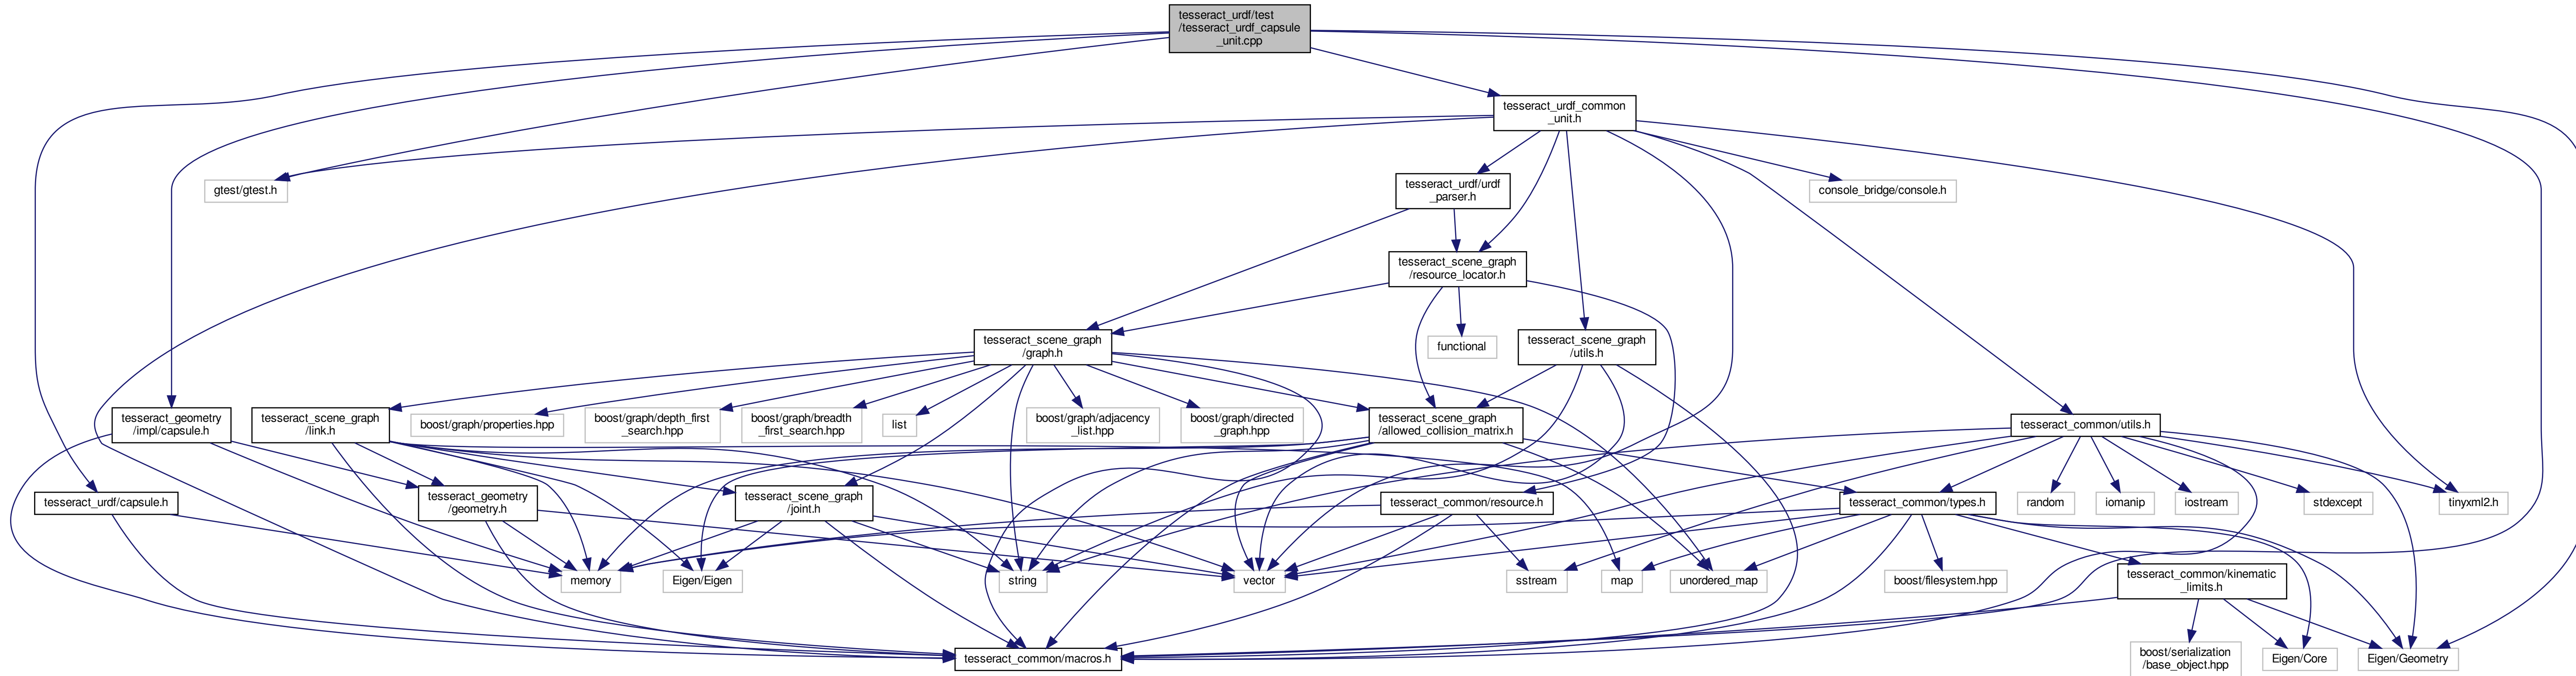 tesseract_urdf/test
/tesseract_urdf_capsule
_unit.cpp
tesseract_urdf_common
_unit.h
gtest/gtest.h
tesseract_urdf/urdf
_parser.h
console_bridge/console.h
tesseract_scene_graph
/resource_locator.h
tesseract_scene_graph
/graph.h
functional
tesseract_scene_graph
/utils.h
tesseract_geometry
/impl/capsule.h
tesseract_scene_graph
/link.h
boost/graph/properties.hpp
boost/graph/depth_first
_search.hpp
boost/graph/breadth
_first_search.hpp
list
boost/graph/adjacency
_list.hpp
boost/graph/directed
_graph.hpp
tesseract_scene_graph
/allowed_collision_matrix.h
tesseract_common/utils.h
tesseract_urdf/capsule.h
tesseract_geometry
/geometry.h
tesseract_scene_graph
/joint.h
tesseract_common/resource.h
tesseract_common/types.h
random
iomanip
iostream
stdexcept
tinyxml2.h
memory
Eigen/Eigen
string
vector
sstream
map
unordered_map
boost/filesystem.hpp
tesseract_common/kinematic
_limits.h
tesseract_common/macros.h
boost/serialization
/base_object.hpp
Eigen/Core
Eigen/Geometry